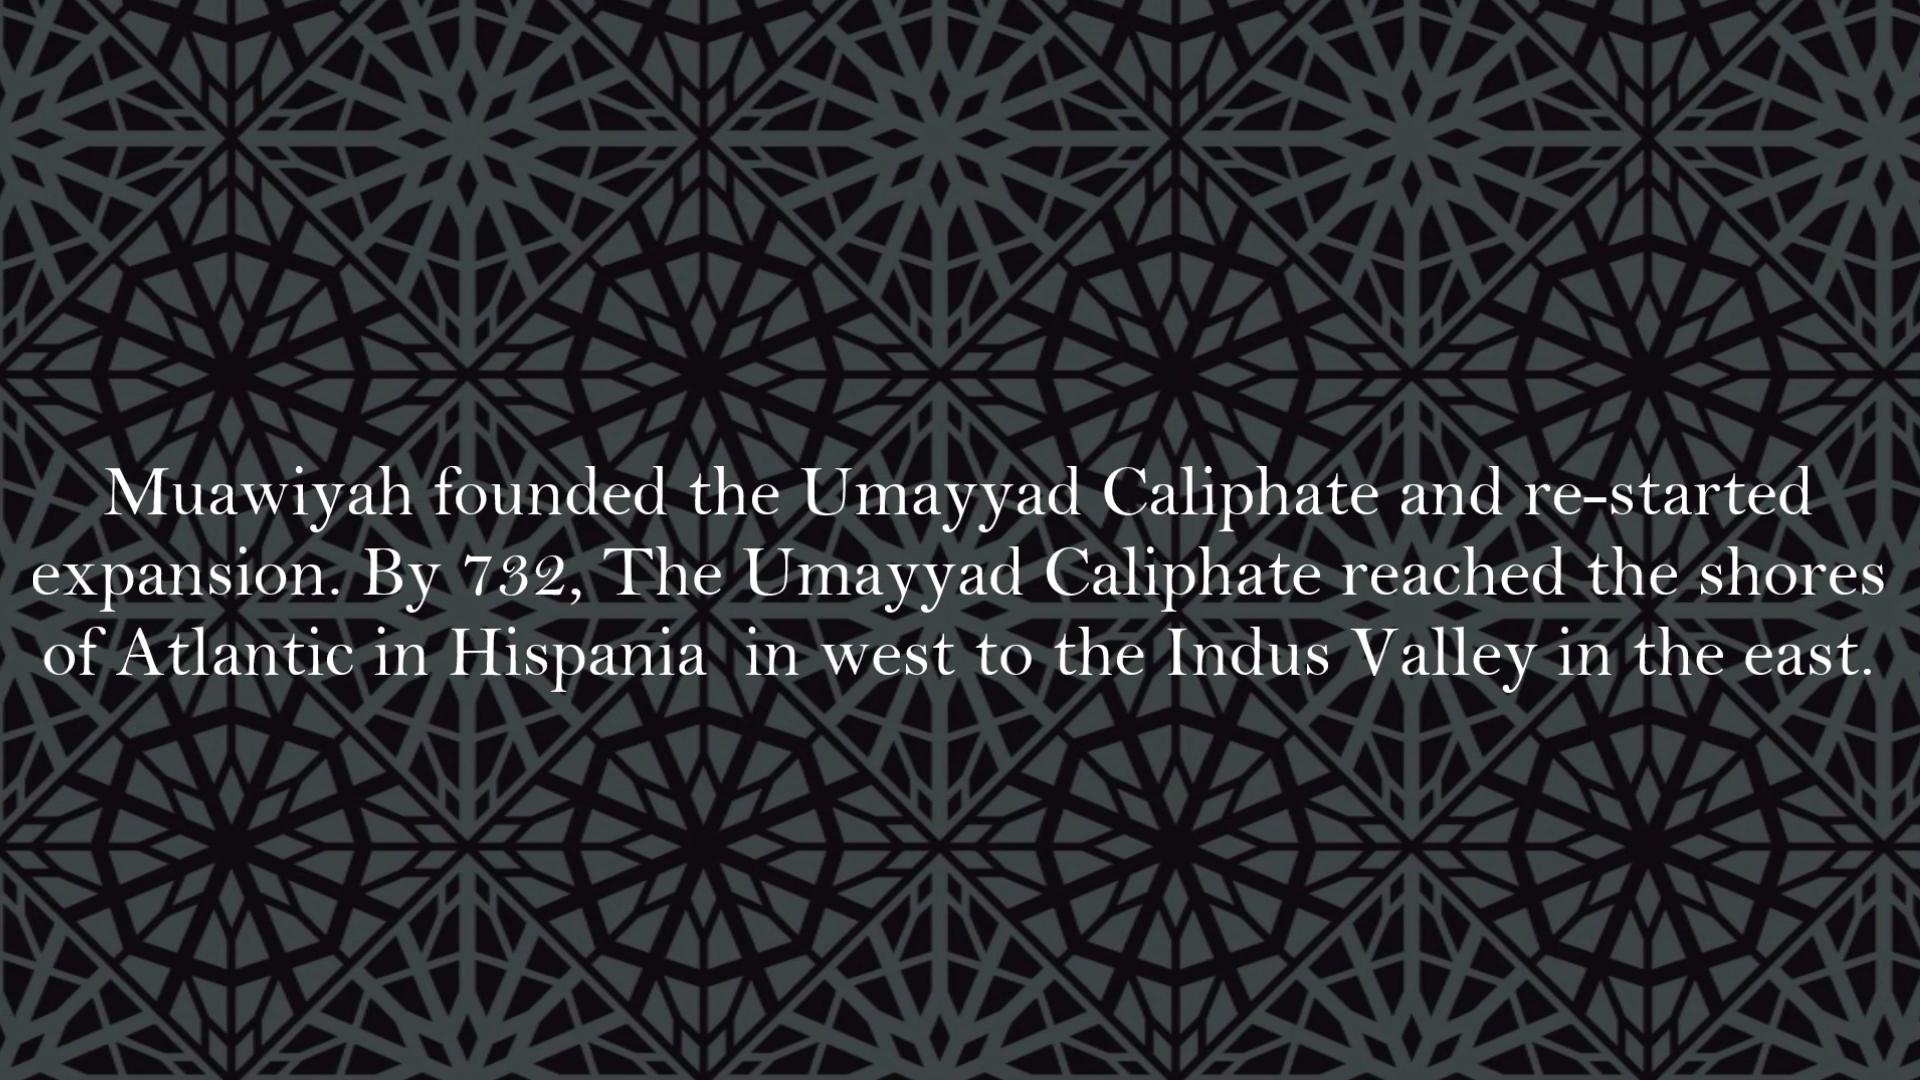 Muawiyah founded the Umayyad Caliphate and re-started
expansion. By 732, The Umayyad Caliphate reached the shores
of Atlantic in Hispania  in west to the Indus Valley in the east.